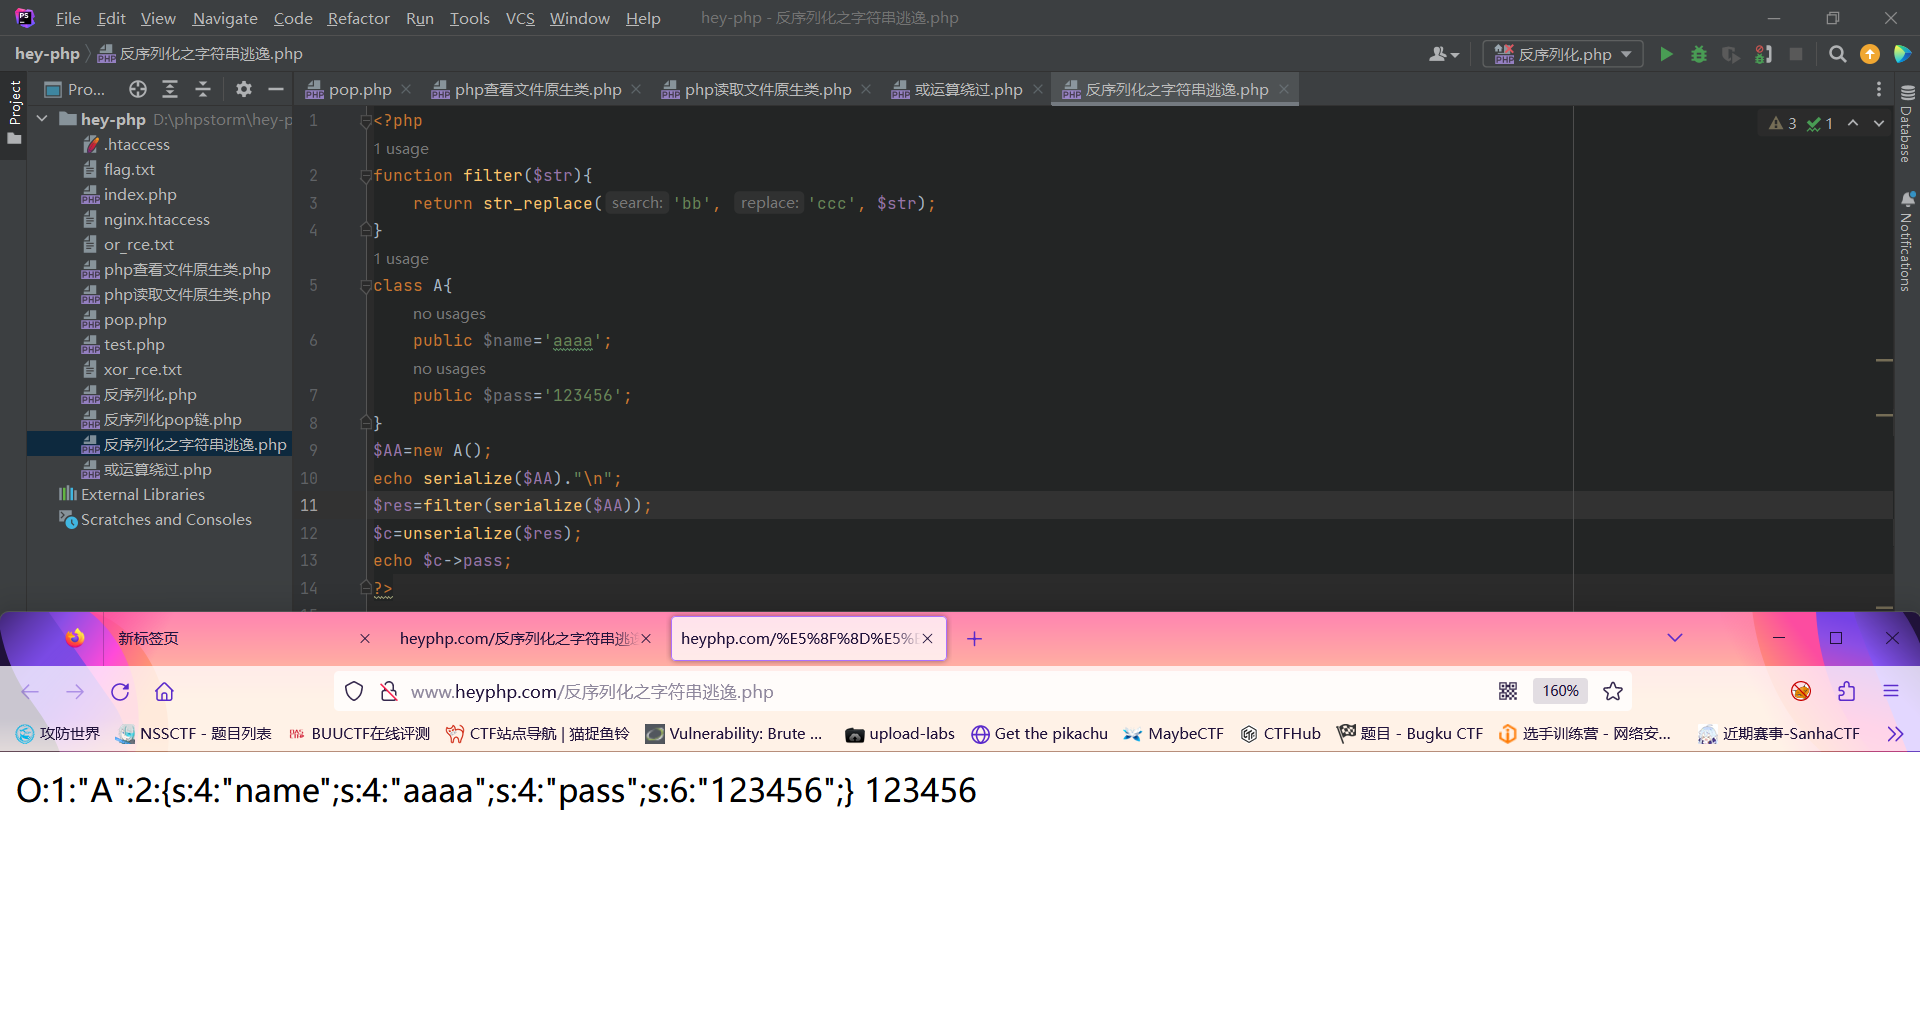 File Edit View Navigate Code Refactor Run Tools VCS Window Help hey-php - 反序列化之字符串逃逸.php
hey-php 反序列化之字符串逃逸.php 反序列化.php
Project
Pro... pop.php php查看文件原生类.php php读取文件原生类.php 或运算绕过.php 反序列化之字符串逃逸.php
hey-php D:\phpstorm\hey-p
.htaccess
flag.txt
index.php
nginx.htaccess
or_rce.txt
php查看文件原生类.php
php读取文件原生类.php
pop.php
test.php
xor_rce.txt
反序列化.php
反序列化pop链.php
反序列化之字符串逃逸.php
或运算绕过.php
External Libraries
Scratches and Consoles
3 1
1 <?php
1 usage
2 function filter($str){
3 return str_replace( search: 'bb', replace: 'ccc', $str);
4 }
1 usage
5 class A{
no usages
6 public $name='aaaa';
no usages
7 public $pass='123456';
8 }
9 $AA=new A();
10 echo serialize($AA)."\n";
11 $res=filter(serialize($AA));
12 $c=unserialize($res);
13 echo $c->pass;
14 ?>
Database
Notifications
新标签页 heyphp.com/反序列化之字符串逃 heyphp.com/%E5%8F%8D%E5%
www.heyphp.com/反序列化之字符串逃逸.php 160%
攻防世界 NSSCTF - 题目列表 BUUCTF在线评测 CTF站点导航 | 猫捉鱼铃 Vulnerability: Brute ... upload-labs Get the pikachu MaybeCTF CTFHub 题目 - Bugku CTF 选手训练营 - 网络安... 近期赛事-SanhaCTF
O:1:"A":2:{s:4:"name";s:4:"aaaa";s:4:"pass";s:6:"123456";} 123456